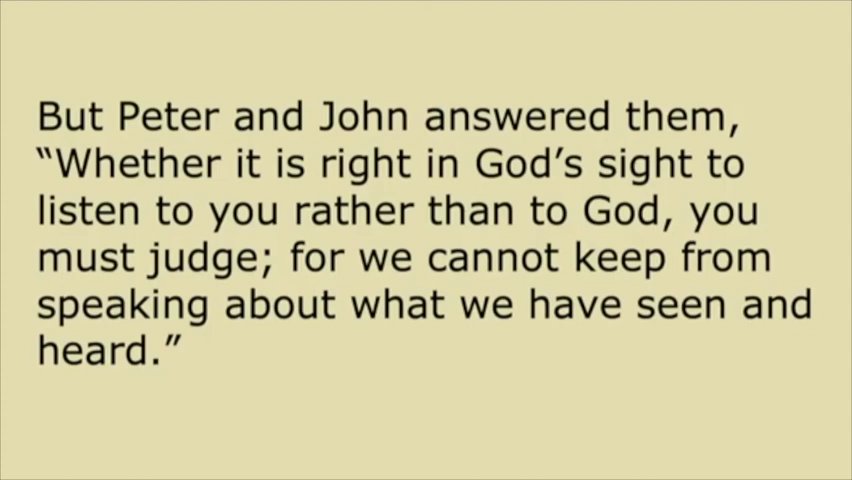 But Peter and John answered them,
“Whether it is right in God’s sight to
listen to you rather than to God, you
must judge; for we cannot keep from
speaking about what we have seen and
heard.”